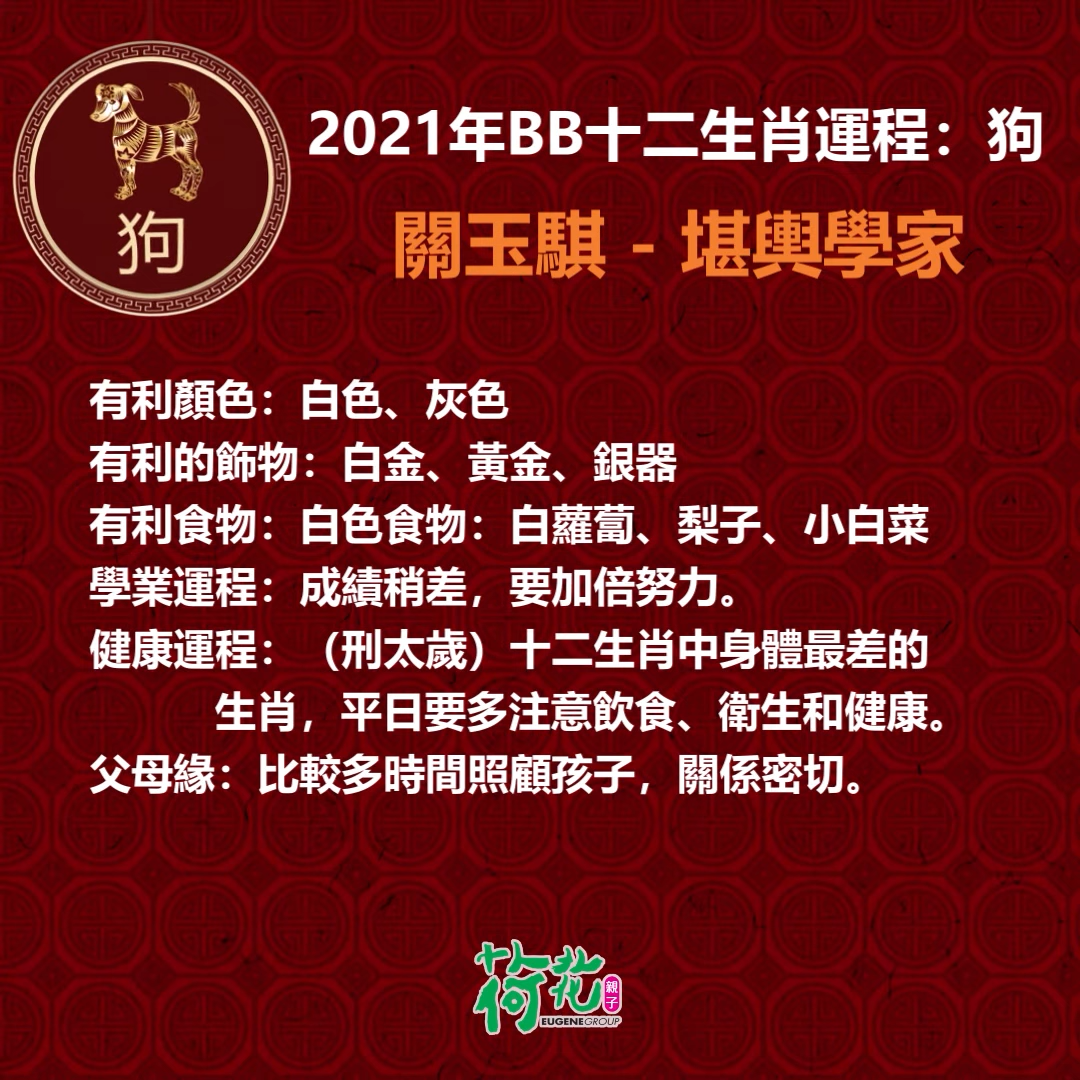 狗
2021年BB十二生肖運程：狗
關玉騏 - 堪輿學家
有利顏色：白色、灰色
有利的飾物：白金、黃金、銀器
有利食物：白色食物：白蘿蔔、梨子、小白菜
學業運程：成績稍差，要加倍努力。
健康運程：（刑太歲）十二生肖中身體最差的
生肖，平日要多注意飲食、衛生和健康。
父母緣：比較多時間照顧孩子，關係密切。
荷花
親子
EUGENEGROUP